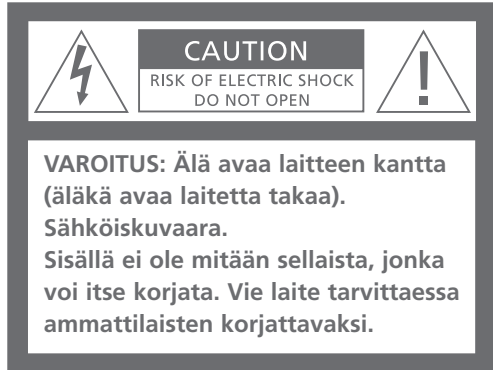 CAUTION
RISK OF ELECTRIC SHOCK
DO NOT OPEN
VAROITUS: Älä avaa laitteen kantta
(äläkä avaa laitetta takaa).
Sähköiskuvaara.
Sisällä ei ole mitään sellaista, jonka
voi itse korjata. Vie laite tarvittaessa
ammattilaisten korjattavaksi.